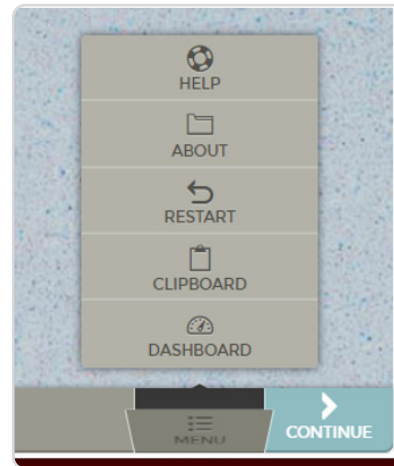 HELP
ABOUT
RESTART
CLIPBOARD
DASHBOARD
MENU
CONTINUE